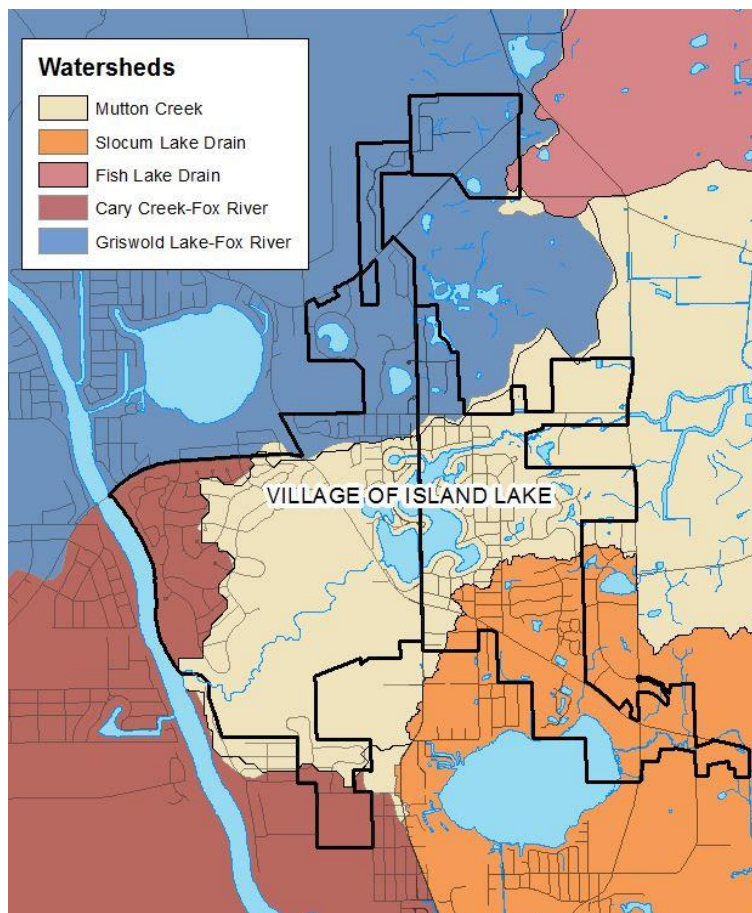 Watersheds
Mutton Creek
Slocum Lake Drain
Fish Lake Drain
Cary Creek-Fox River
Griswold Lake-Fox River
VILLAGE OF ISLAND LAKE